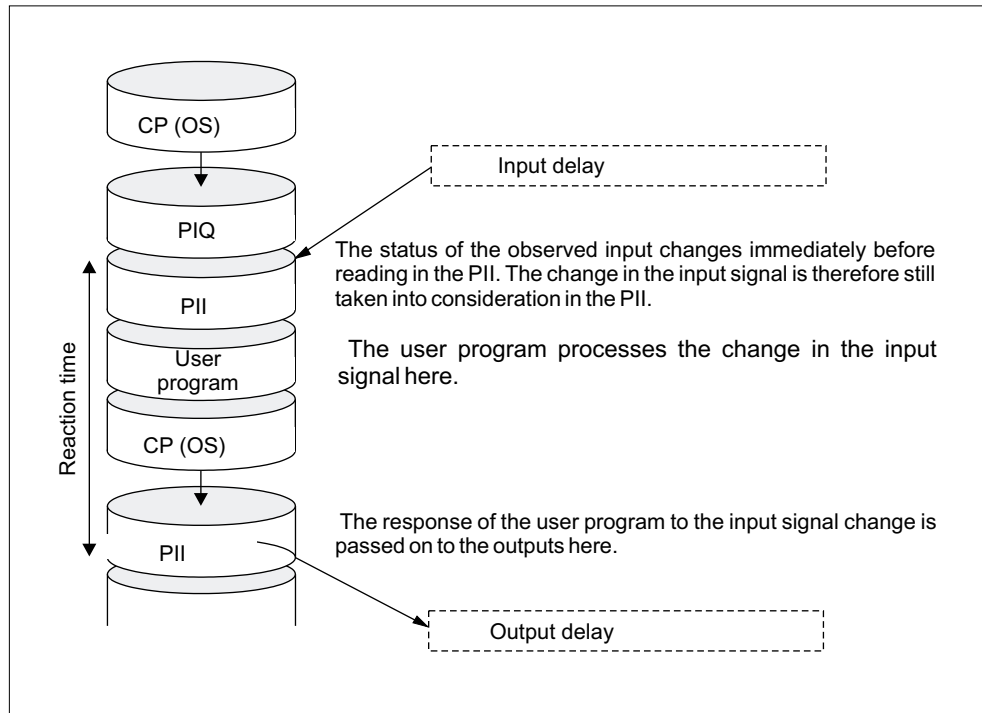 CP (OS)
Input delay
PIQ
The status of the observed input changes immediately before
reading in the PII. The change in the input signal is therefore still
taken into consideration in the PII.
PII
The user program processes the change in the input
signal here.
User
program
CP (OS)
Reaction time
The response of the user program to the input signal change is
passed on to the outputs here.
PII
Output delay